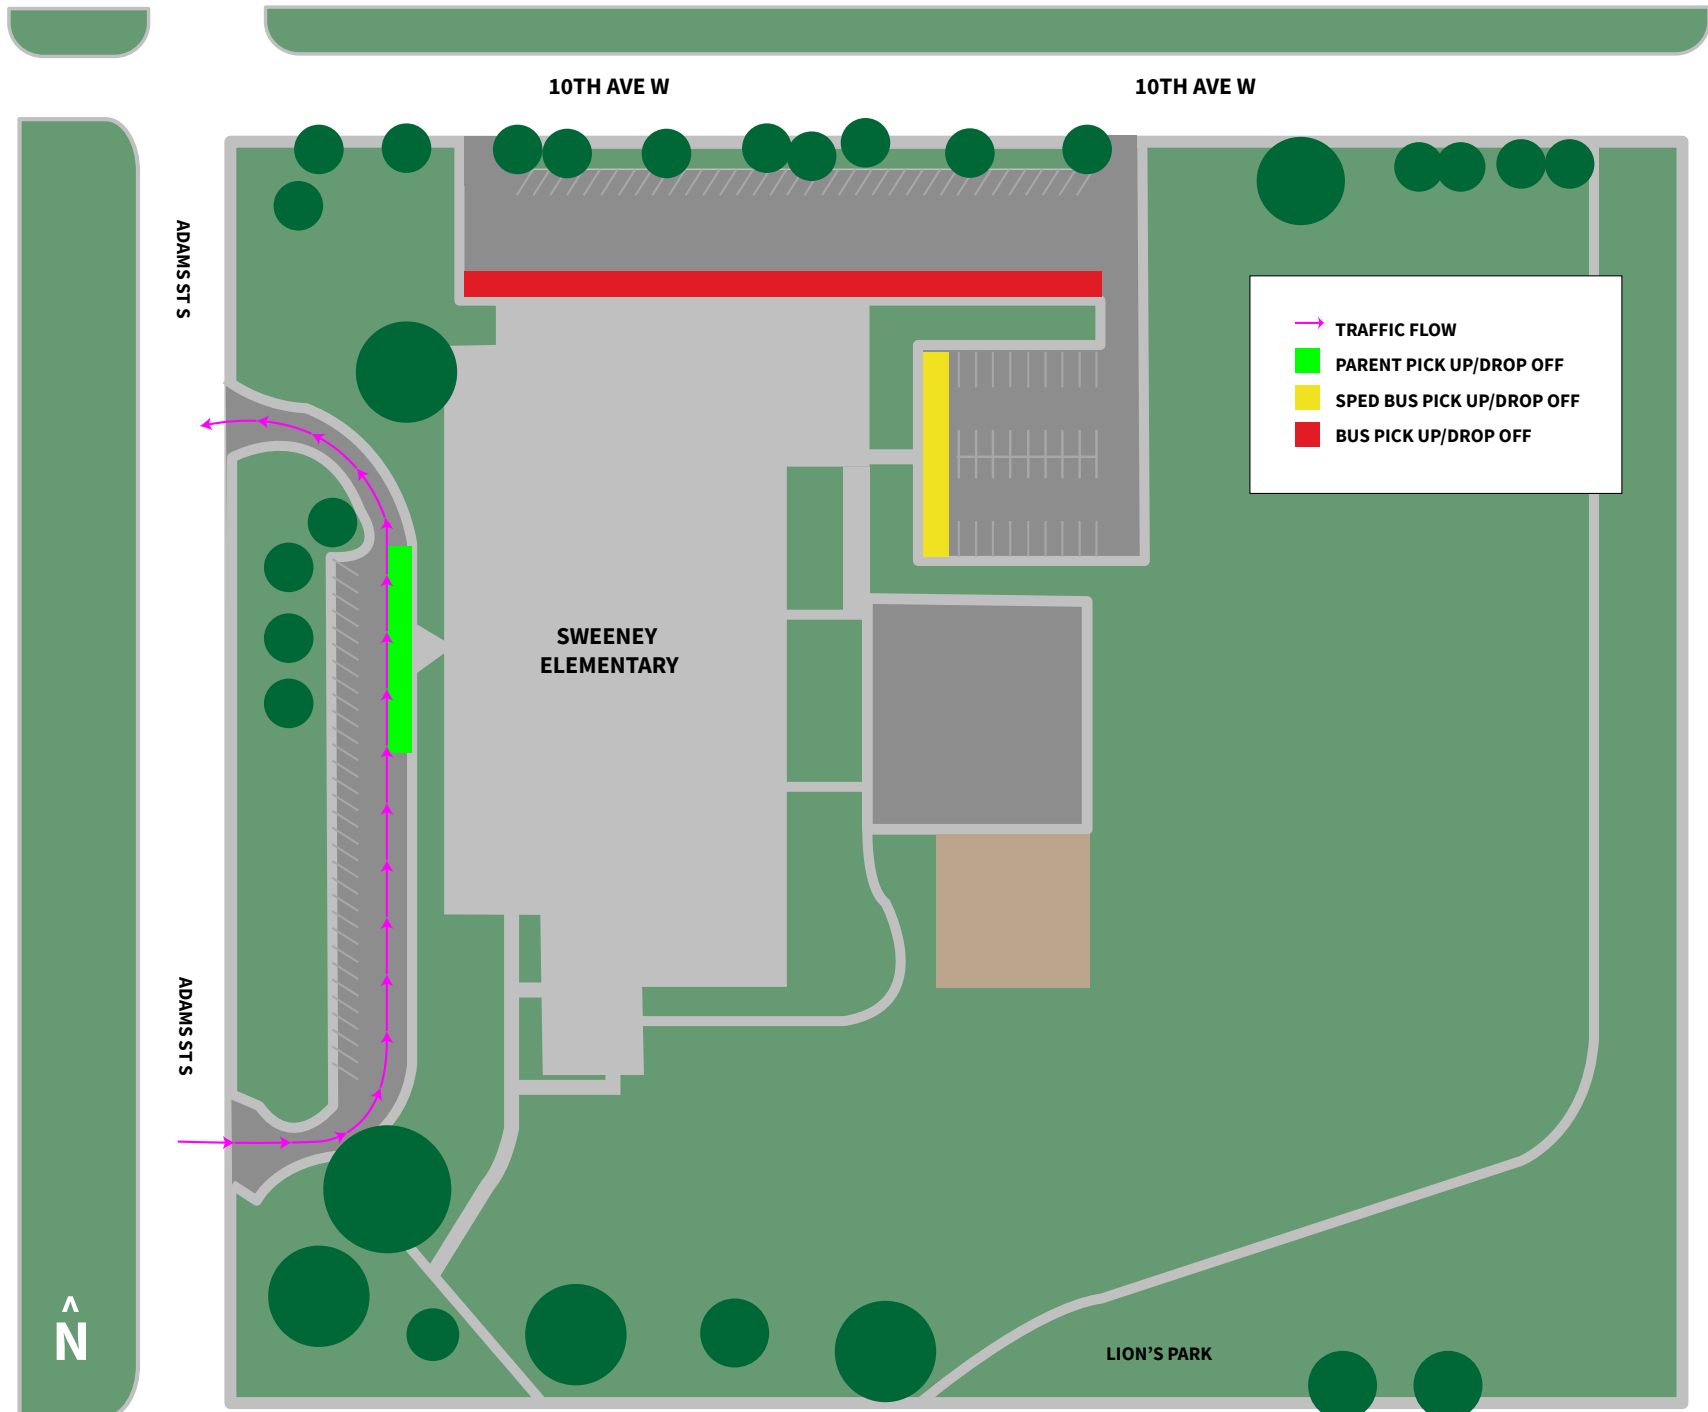 10TH AVE W
10TH AVE W
ADAMS ST S
TRAFFIC FLOW
PARENT PICK UP/DROP OFF
SPED BUS PICK UP/DROP OFF
BUS PICK UP/DROP OFF
SWEENEY
ELEMENTARY
ADAMS ST S
^
N
LION'S PARK